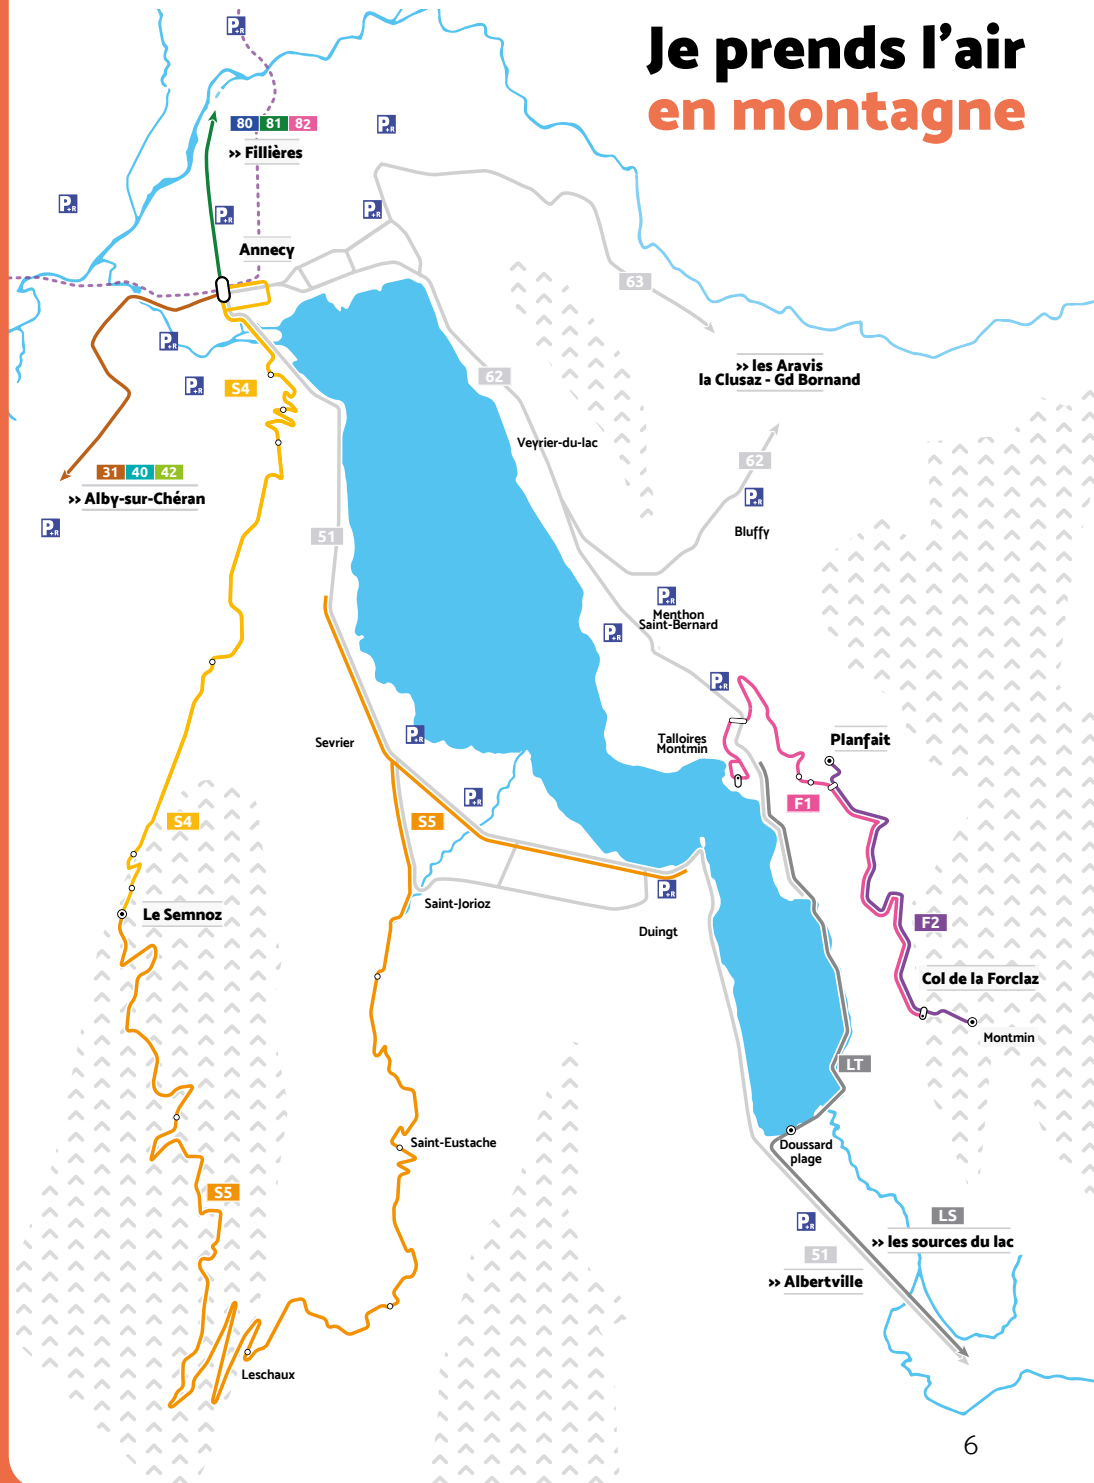 Je prends l'air
en montagne
P+R
80 81 82
P+R
>> Fillières
P+R
P+R
P+R
Annecy
63
P+R
>> les Aravis
la Clusaz - Gd Bornand
62
P+R
S4
Veyrier-du-lac
62
31 40 42
>> Alby-sur-Chéran
P+R
P+R
Bluffy
51
P+R
Menthon
Saint-Bernard
P+R
P+R
Sevrier
P+R
Talloires
Montmin
Planfait
P+R
F1
S4
S5
P+R
Saint-Jorioz
Le Semnoz
Duingt
F2
Col de la Forclaz
Montmin
LT
Saint-Eustache
Doussard
plage
S5
P+R
LS
>> les sources du lac
51
>> Albertville
Leschaux
6